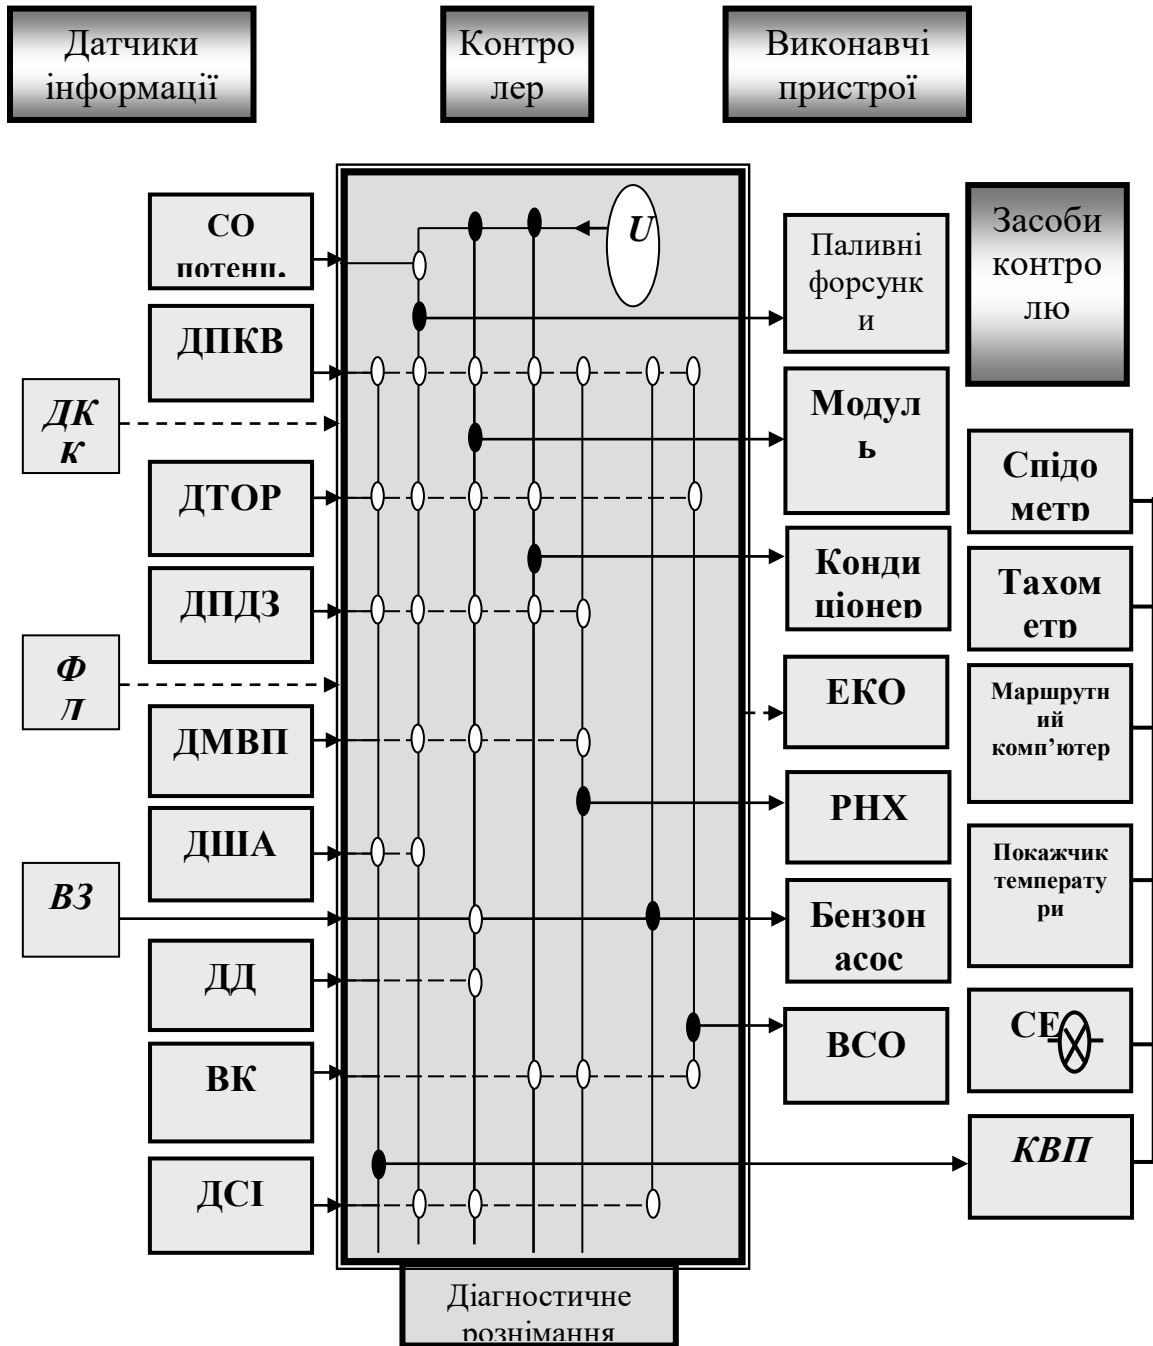 Датчики
інформації
Контро
лер
Виконавчі
пристрої
СО
потенц.
U
Паливні
форсунк
и
Засоби
контро
лю
ДПКВ
ДК
К
Модул
ь
ДТОР
Спідо
метр
ДПДЗ
Конди
ціонер
Тахом
етр
Ф
ДМВП
ЕКО
Маршрутн
ий
комп’ютер
ДША
РНХ
Покажчик
температу
ри
ВЗ
Бензон
асос
ДД
СЕ
ВК
ВСО
ДСІ
КВП
Діагностичне
рознімання